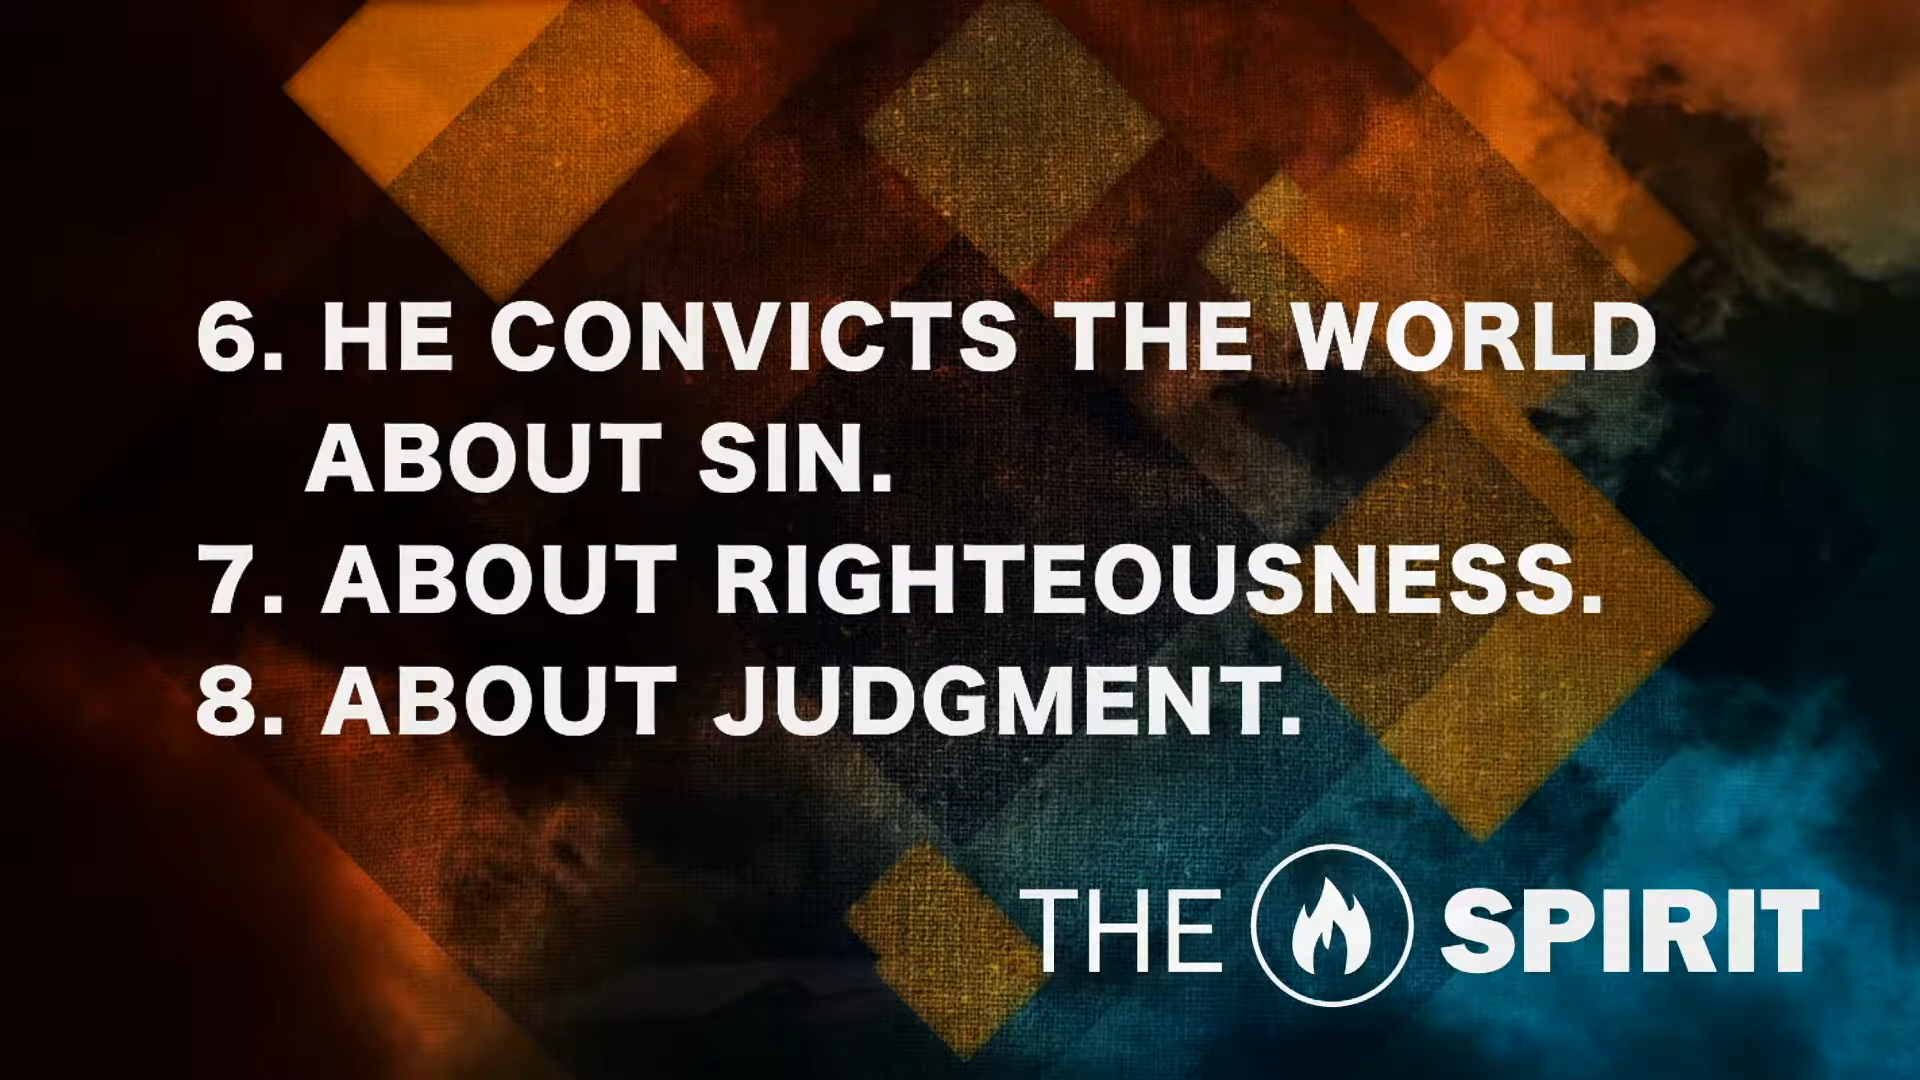 6. HE CONVICTS THE WORLD
ABOUT SIN.
7. ABOUT RIGHTEOUSNESS.
8. ABOUT JUDGMENT.
THE SPIRIT